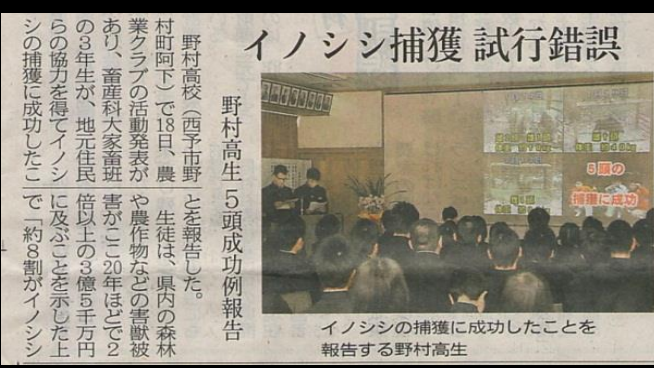 イノシシ捕獲 試行錯誤
野村高生 5頭成功例報告
野村高校(西予市野
村町阿下)で18日、農
業クラブの活動発表が
あり、畜産科大家畜班
の3年生が、地元住民
らの協力を得てイノシ
シの捕獲に成功したこ
とを報告した。
生徒は、県内の森林
や農作物などの害獣被
害がここ20年ほどで2
倍以上の3億5千万円
に及ぶことを示した上
で「約8割がイノシシ
5頭の
捕獲に成功
イノシシの捕獲に成功したことを
報告する野村高生